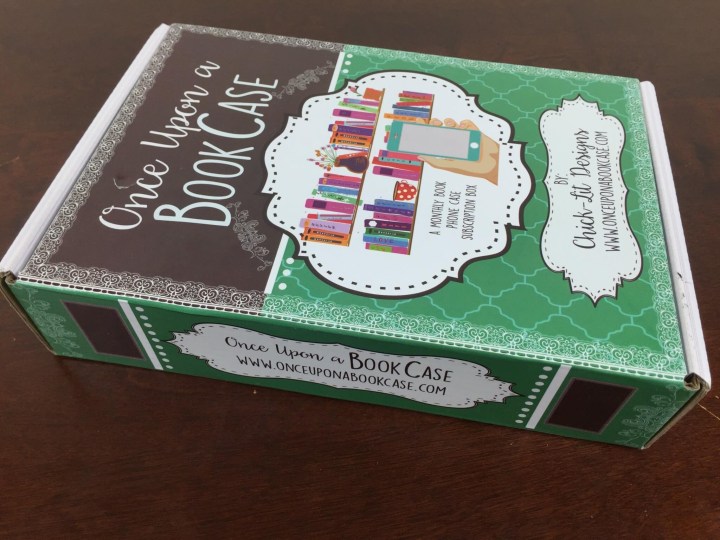 Once Upon a
BOOK CASE
A MONTHLY BOOK
PHONE CASE
SUBSCRIPTION BOX
BY:
Chick-Lit Designs
WWW.ONCEUPONABOOKCASE.COM
Once Upon a BOOK CASE
WWW.ONCEUPONABOOKCASE.COM